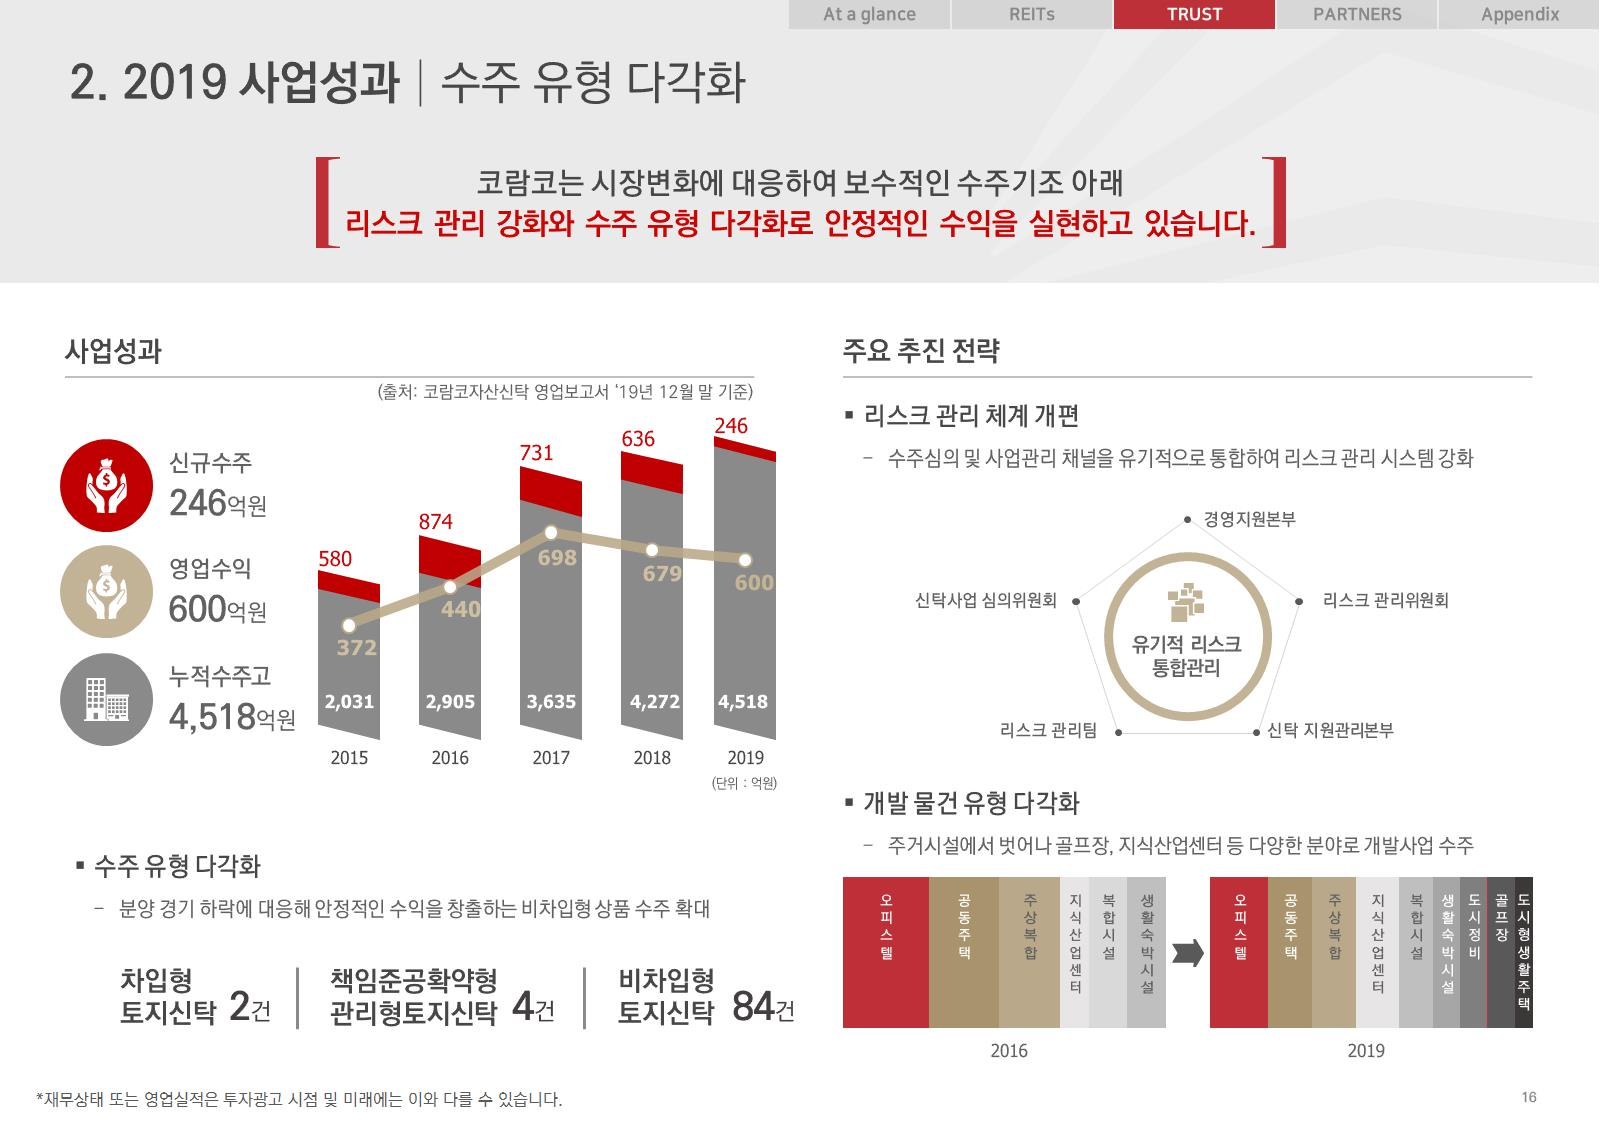 At a glance
REITs
TRUST
PARTNERS
Appendix
2. 2019 사업성과 | 수주 유형 다각화
코람코는 시장변화에 대응하여 보수적인 수주기조 아래
리스크 관리 강화와 수주 유형 다각화로 안정적인 수익을 실현하고 있습니다.
사업성과
(출처: 코람코자산신탁 영업보고서 ‘19년 12월 말 기준)
신규수주
246억원
영업수익
600억원
누적수주고
4,518억원
580
874
731
636
246
372
440
698
679
600
2,031
2,905
3,635
4,272
4,518
2015
2016
2017
2018
2019
(단위 : 억원)
▪ 수주 유형 다각화
– 분양 경기 하락에 대응해 안정적인 수익을 창출하는 비차입형 상품 수주 확대
차입형
토지신탁 2건
책임준공확약형
관리형토지신탁 4건
비차입형
토지신탁 84건
주요 추진 전략
▪ 리스크 관리 체계 개편
– 수주심의 및 사업관리 채널을 유기적으로 통합하여 리스크 관리 시스템 강화
경영지원본부
신탁사업 심의위원회
리스크 관리위원회
유기적 리스크
통합관리
리스크 관리팀
신탁 지원관리본부
▪ 개발 물건 유형 다각화
– 주거시설에서 벗어나 골프장, 지식산업센터 등 다양한 분야로 개발사업 수주
오피스텔
공동주택
주상복합
지식산업센터
복합시설
생활숙박시설
2016
오피스텔
공동주택
주상복합
지식산업센터
복합시설
생활숙박시설
도시정비
골프장
도시형생활주택
2019
*재무상태 또는 영업실적은 투자광고 시점 및 미래에는 이와 다를 수 있습니다.
16